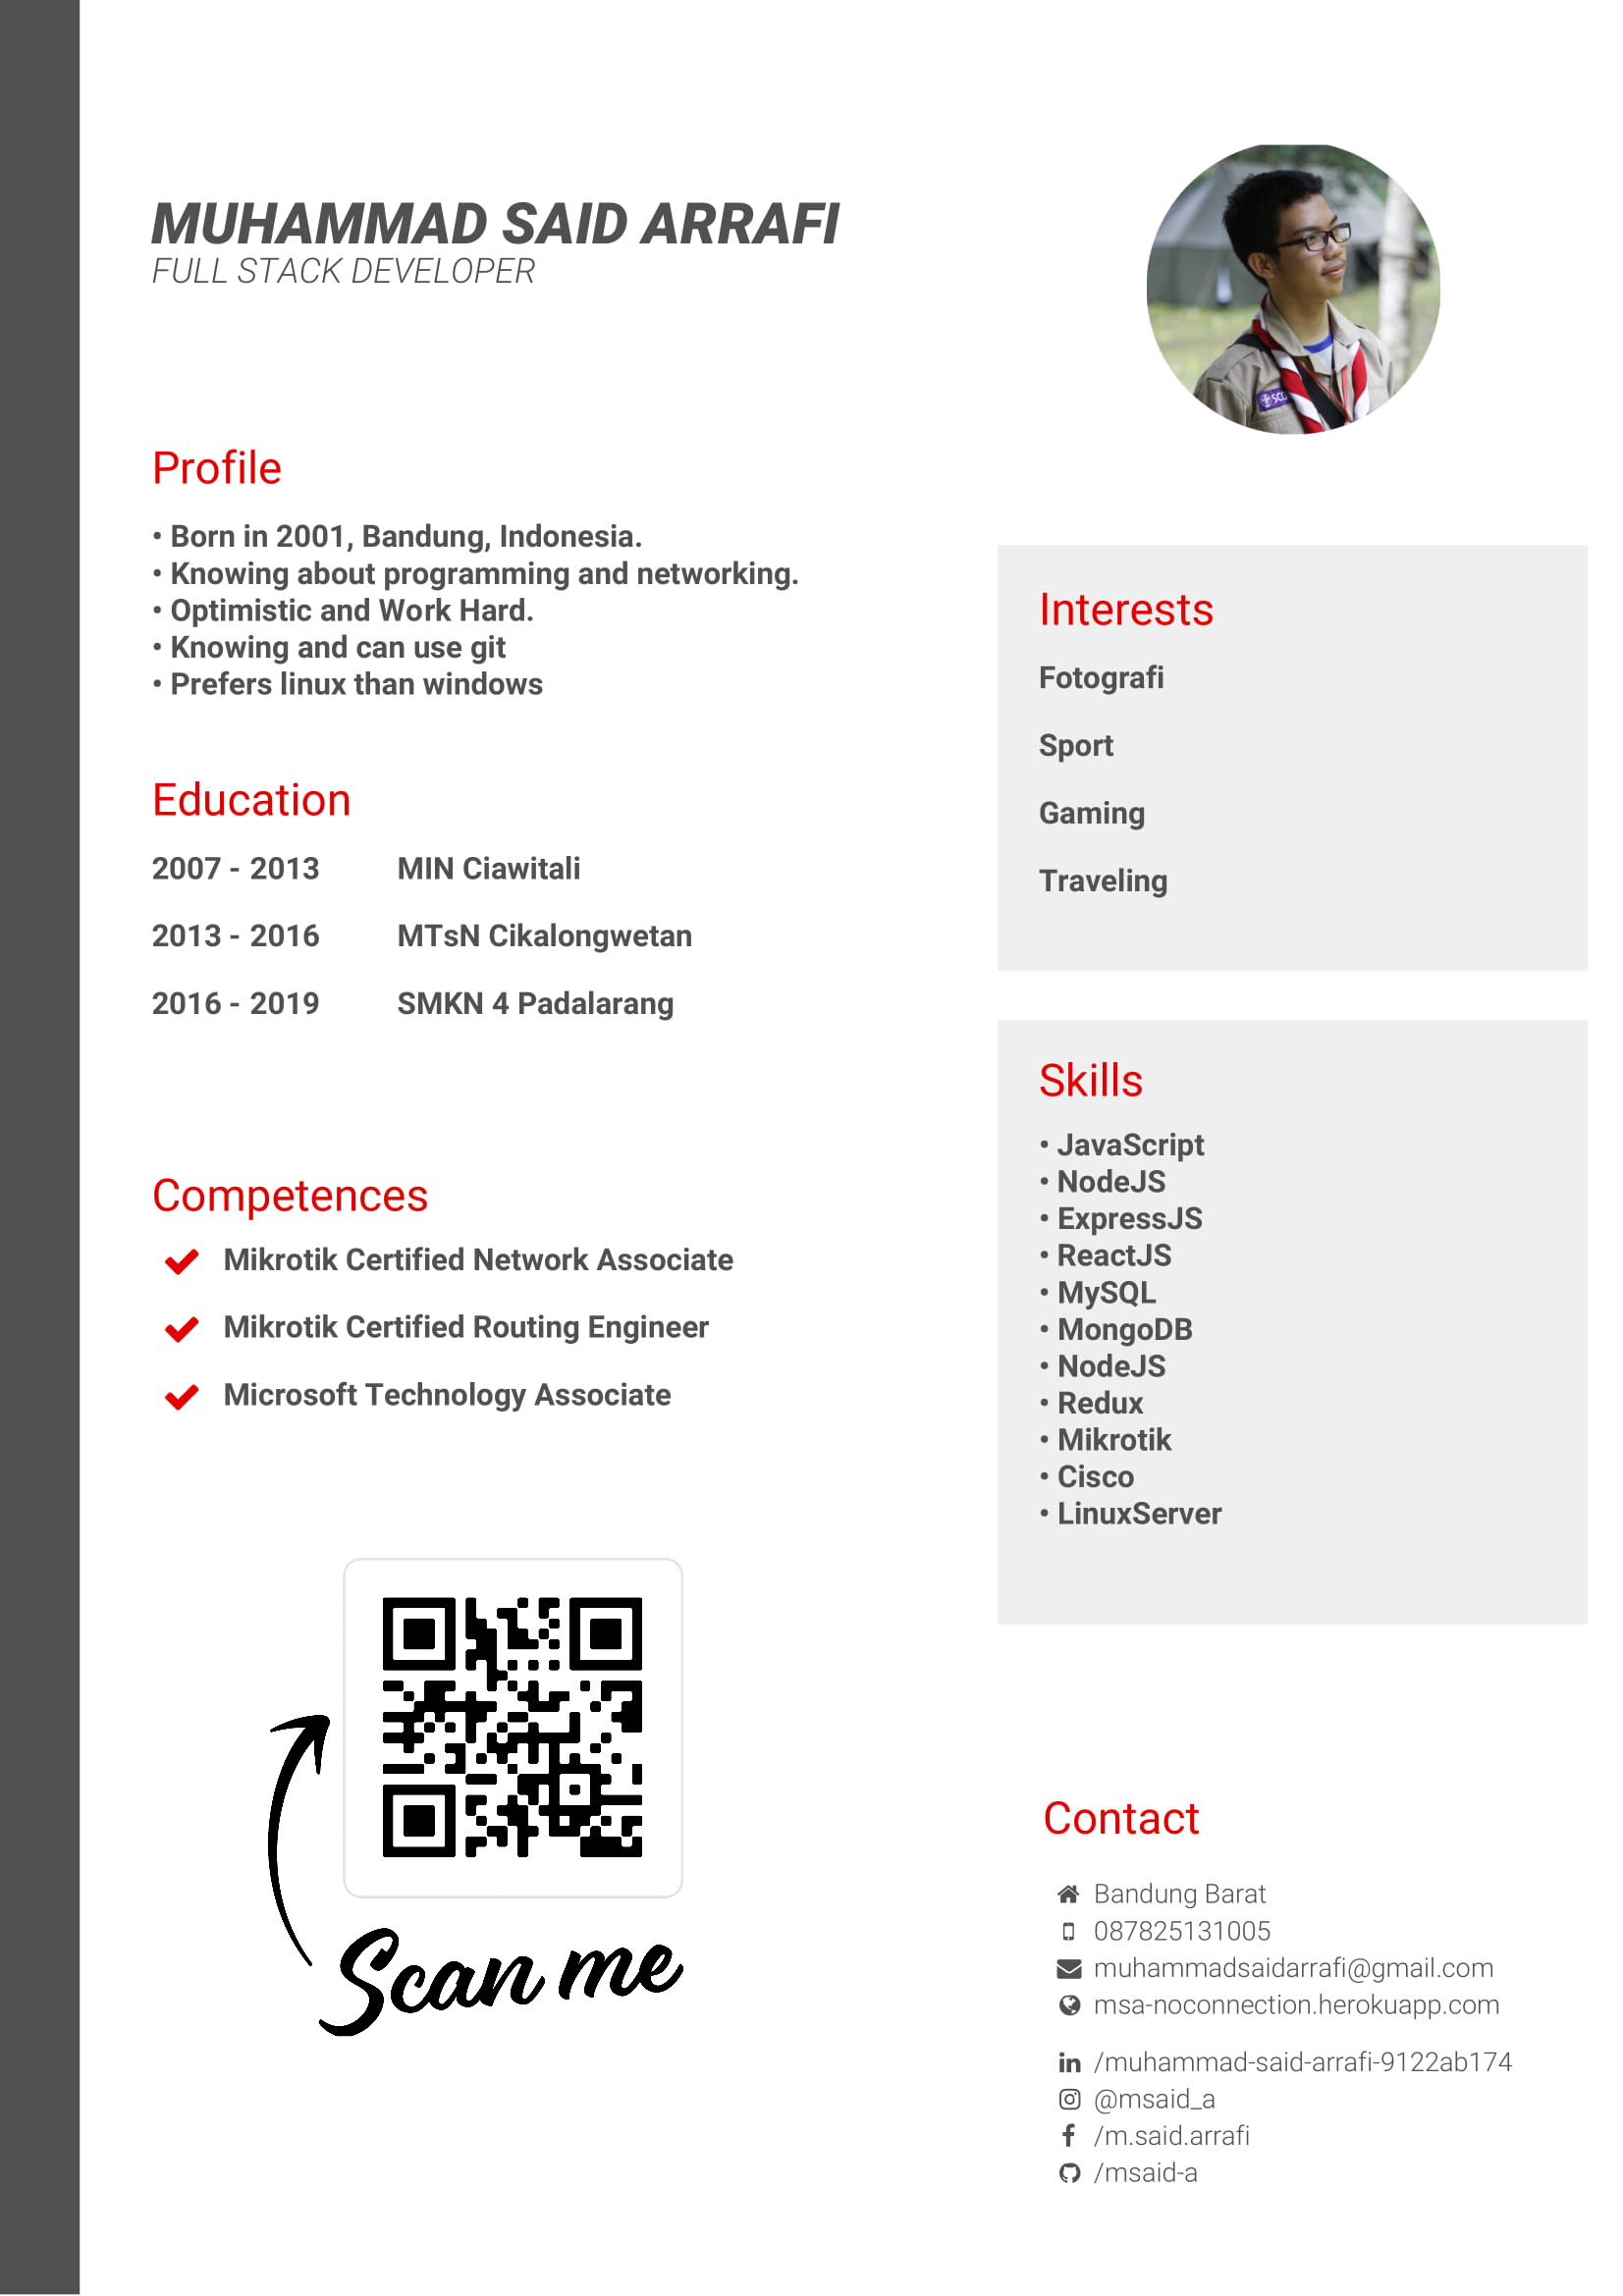 MUHAMMAD SAID ARRAFI
FULL STACK DEVELOPER
Profile
• Born in 2001, Bandung, Indonesia.
• Knowing about programming and networking.
• Optimistic and Work Hard.
• Knowing and can use git
• Prefers linux than windows
Education
2007 - 2013 MIN Ciawitali
2013 - 2016 MTsN Cikalongwetan
2016 - 2019 SMKN 4 Padalarang
Competences
Mikrotik Certified Network Associate
Mikrotik Certified Routing Engineer
Microsoft Technology Associate
Scan me
Interests
Fotografi
Sport
Gaming
Traveling
Skills
• JavaScript
• NodeJS
• ExpressJS
• ReactJS
• MySQL
• MongoDB
• NodeJS
• Redux
• Mikrotik
• Cisco
• LinuxServer
Contact
Bandung Barat
087825131005
muhammadsaidarrafi@gmail.com
msa-noconnection.herokuapp.com
/muhammad-said-arrafi-9122ab174
@msaid_a
/m.said.arrafi
/msaid-a